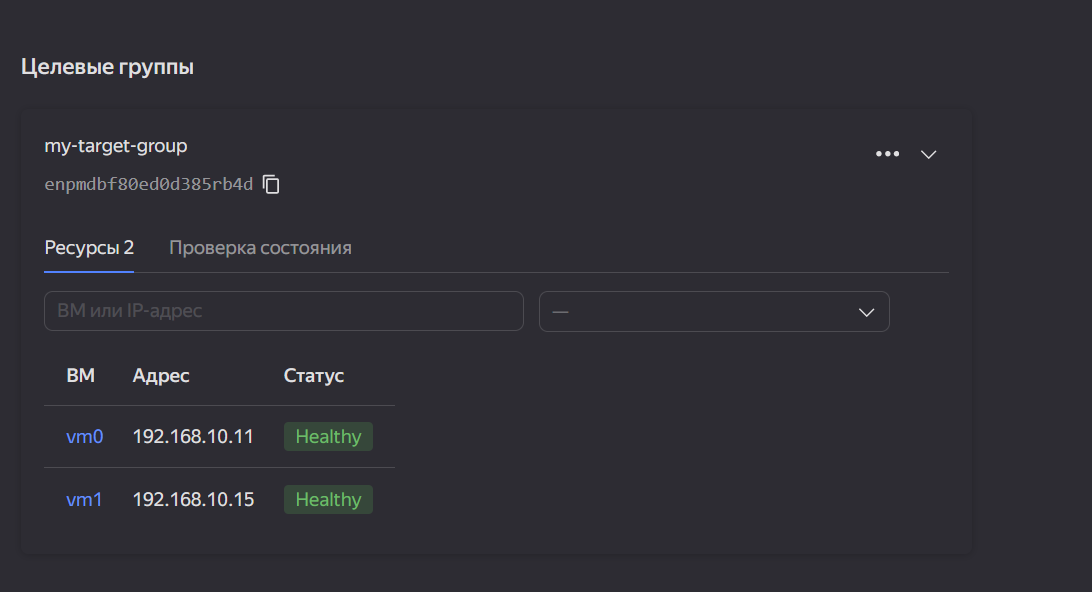 Целевые группы
my-target-group
enpmdbf80ed0d385rb4d
Ресурсы 2 Проверка состояния
ВМ или IP-адрес —
ВМ Адрес Статус
vm0 192.168.10.11 Healthy
vm1 192.168.10.15 Healthy